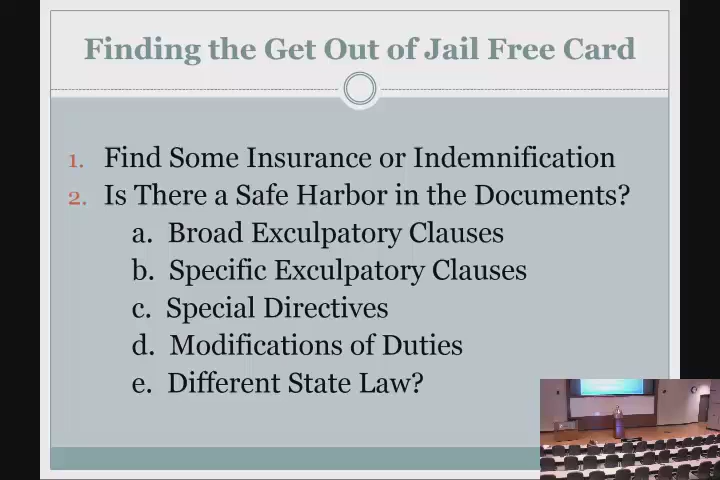 Finding the Get Out of Jail Free Card
1. Find Some Insurance or Indemnification
2. Is There a Safe Harbor in the Documents?
a. Broad Exculpatory Clauses
b. Specific Exculpatory Clauses
c. Special Directives
d. Modifications of Duties
e. Different State Law?